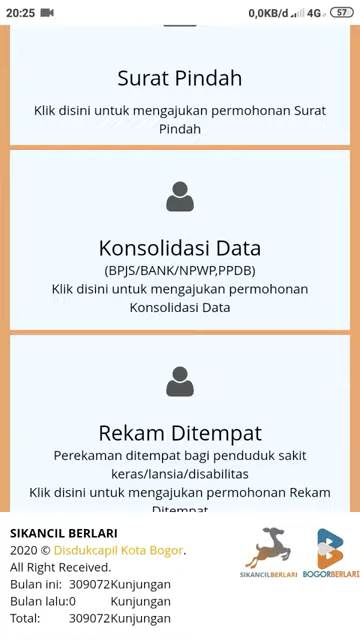 20:25
0,0KB/d 4G 57
Surat Pindah
Klik disini untuk mengajukan permohonan Surat
Pindah
Konsolidasi Data
(BPJS/BANK/NPWP,PPDB)
Klik disini untuk mengajukan permohonan
Konsolidasi Data
Rekam Ditempat
Perekaman ditempat bagi penduduk sakit
keras/lansia/disabilitas
Klik disini untuk mengajukan permohonan Rekam
Ditempat
SIKANCIL BERLARI
2020 © Disdukcapil Kota Bogor.
All Right Received.
Bulan ini: 309072Kunjungan
Bulan lalu:0 Kunjungan
Total: 309072Kunjungan
SIKANCILBERLARI
BOGORBERLARI